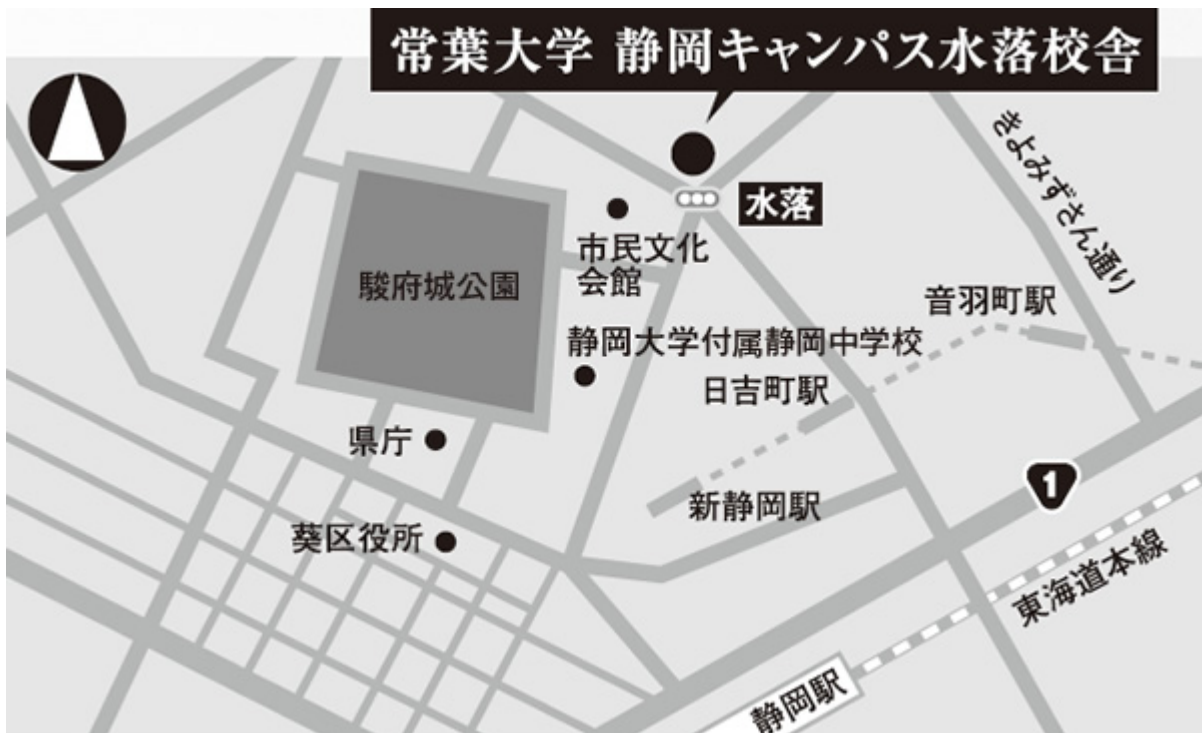 常葉大学 静岡キャンパス水落校舎
水落
きよみずさん通り
市民文化
会館
駿府城公園
音羽町駅
静岡大学付属静岡中学校
日吉町駅
県庁
1
新静岡駅
葵区役所
東海道本線
静岡駅